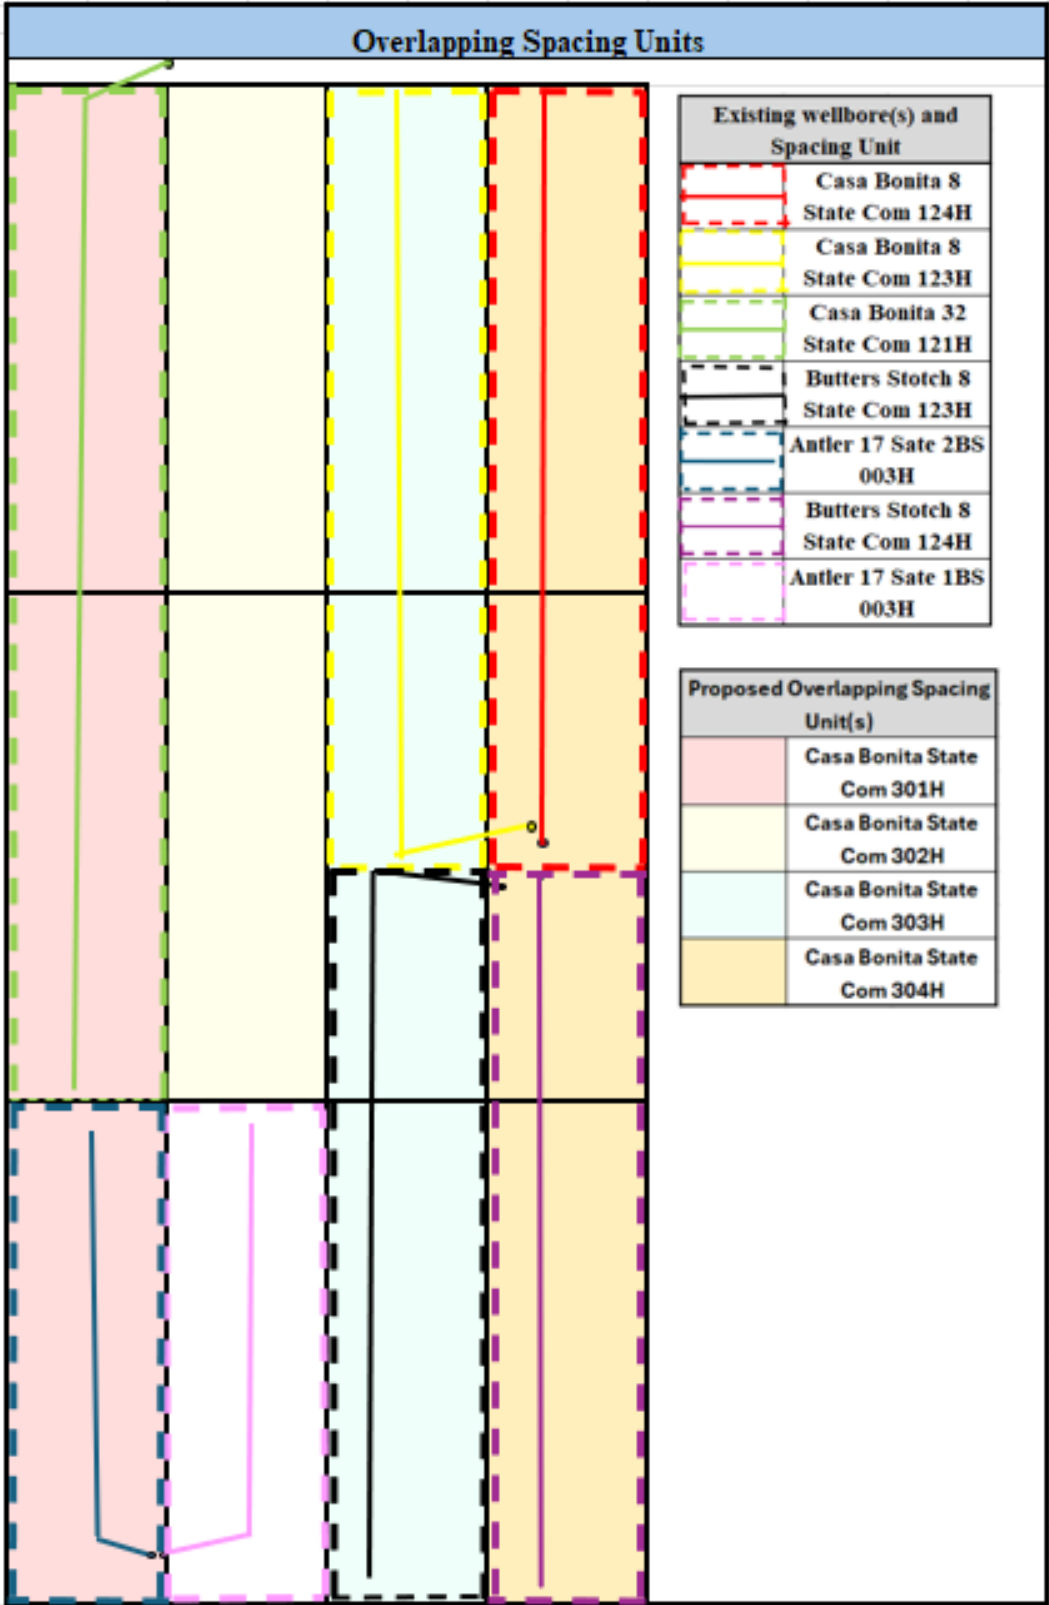 Overlapping Spacing Units
Existing wellbore(s) and
Spacing Unit
Casa Bonita 8
State Com 124H
Casa Bonita 8
State Com 123H
Casa Bonita 32
State Com 121H
Butters Stotch 8
State Com 123H
Antler 17 Sate 2BS
003H
Butters Stotch 8
State Com 124H
Antler 17 Sate 1BS
003H
Proposed Overlapping Spacing
Unit(s)
Casa Bonita State
Com 301H
Casa Bonita State
Com 302H
Casa Bonita State
Com 303H
Casa Bonita State
Com 304H